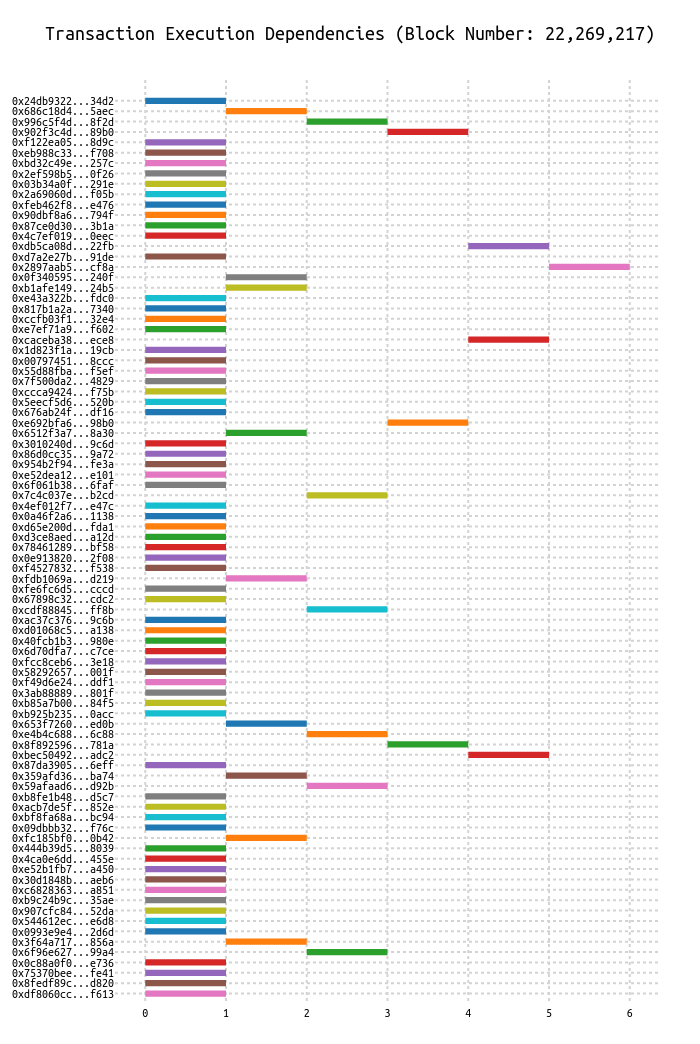 Transaction Execution Dependencies (Block Number: 22,269,217)
0x24db9322...34d2
0x686c18d4...5aec
0x996c5f4d...8f2d
0x902f3c4d...89b0
0xf122ea05...8d9c
0xeb988c33...f708
0xbd32c49e...257c
0x2ef598b5...0f26
0x03b34a0f...291e
0x2a69060d...f05b
0xfeb462f8...e476
0x90dbf8a6...794f
0x87ce0d30...3b1a
0x4c7ef019...0eec
0xdb5ca08d...22fb
0xd7a2e27b...91de
0x2897aab5...cf8a
0x0f340595...240f
0xb1afe149...24b5
0xe43a322b...fdc0
0x817b1a2a...7340
0xccfb03f1...32e4
0xe7ef71a9...f602
0xcaceba38...ece8
0x1d823f1a...19cb
0x00797451...8ccc
0x55d88fba...f5ef
0x7f500da2...4829
0xccca9424...f75b
0x5eecf5d6...520b
0x676ab24f...df16
0xe692bfa6...98b0
0x6512f3a7...8a30
0x3010240d...9c6d
0x86d0cc35...9a72
0x954b2f94...fe3a
0xe52dea12...e101
0x6f061b38...6faf
0x7c4c037e...b2cd
0x4ef012f7...e47c
0x0a46f2a6...1138
0xd65e200d...fda1
0xd3ce8aed...a12d
0x78461289...bf58
0x0e913820...2f08
0xf4527832...f538
0xfdb1069a...d219
0xfe6fc6d5...cccd
0x67898c32...cdc2
0xcdf88845...ff8b
0xac37c376...9c6b
0xd01068c5...a138
0x40fcb1b3...980e
0x6d70dfa7...c7ce
0xfcc8ceb6...3e18
0x58292657...001f
0xf49d6e24...ddf1
0x3ab88889...801f
0xb85a7b00...84f5
0xb925b235...0acc
0x653f7260...ed0b
0xe4b4c688...6c88
0x8f892596...781a
0xbec50492...adc2
0x87da3905...6eff
0x359afd36...ba74
0x59afaad6...d92b
0xb8fe1b48...d5c7
0xacb7de5f...852e
0xbf8fa68a...bc94
0x09dbbb32...f76c
0xfc185bf0...0b42
0x444b39d5...8039
0x4ca0e6dd...455e
0xe52b1fb7...a450
0x30d1848b...aeb6
0xc6828363...a851
0xb9c24b9c...35ae
0x907cfc84...52da
0x544612ec...e6d8
0x0993e9e4...2d6d
0x3f64a717...856a
0x6f96e627...99a4
0x0c88a0f0...e736
0x75370bee...fe41
0x8fedf89c...d820
0xdf8060cc...f613
0 1 2 3 4 5 6